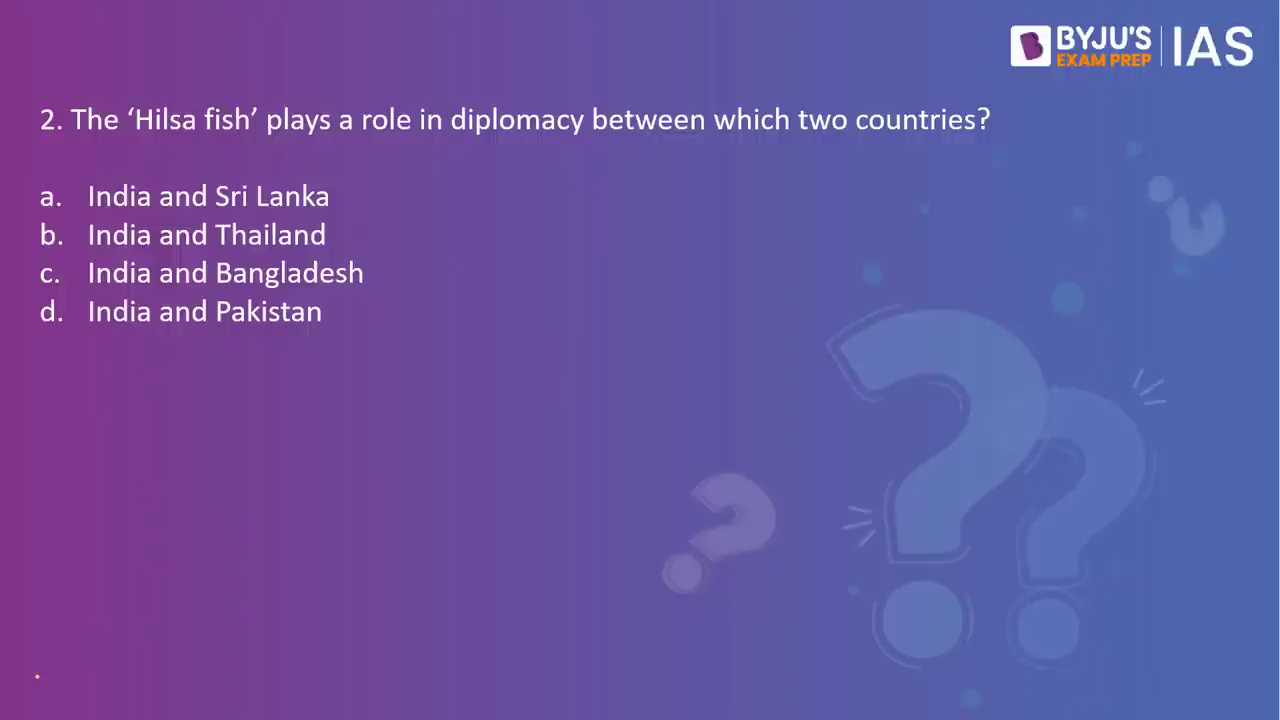 BYJU'S
EXAM PREP
IAS
2. The ‘Hilsa fish’ plays a role in diplomacy between which two countries?
a. India and Sri Lanka
b. India and Thailand
c. India and Bangladesh
d. India and Pakistan